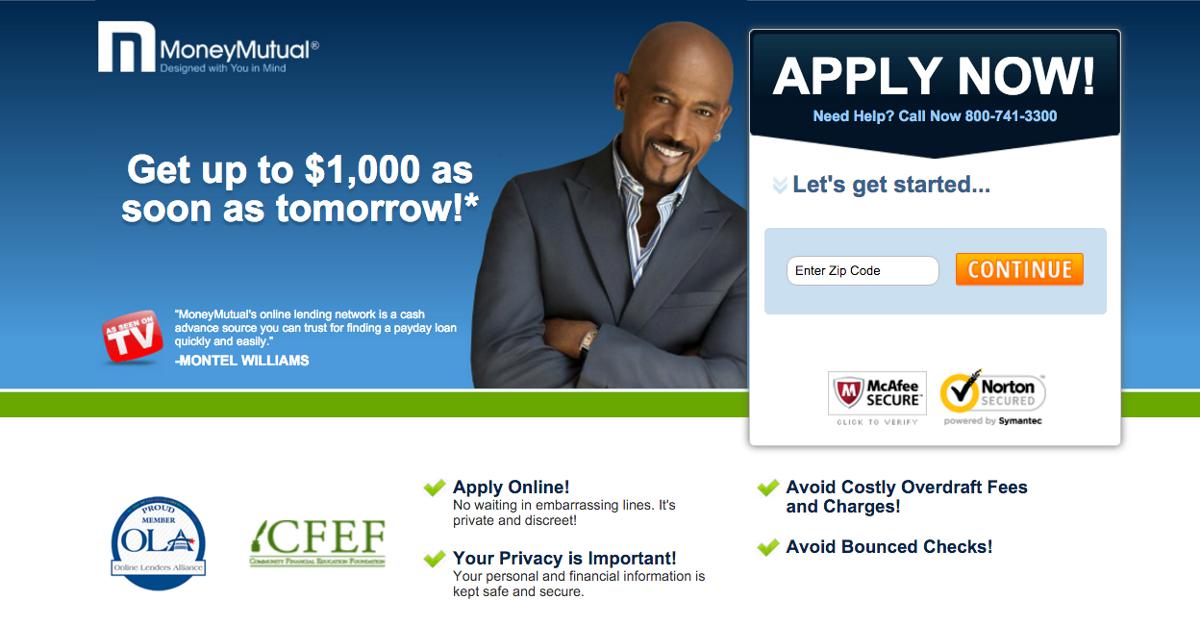 MoneyMutual®
Designed with You in Mind
Get up to $1,000 as
soon as tomorrow!*
AS SEEN ON
TV
"MoneyMutual's online lending network is a cash
advance source you can trust for finding a payday loan
quickly and easily."
-MONTEL WILLIAMS
APPLY NOW!
Need Help? Call Now 800-741-3300
Let's get started...
Enter Zip Code
CONTINUE
McAfee
SECURE™
CLICK TO VERIFY
Norton™
SECURED
powered by Symantec
PROUD
MEMBER
OLA
Online Lenders Alliance
CFEF
COMMUNITY FINANCIAL EDUCATION FOUNDATION
Apply Online!
No waiting in embarrassing lines. It's
private and discreet!
Your Privacy is Important!
Your personal and financial information is
kept safe and secure.
Avoid Costly Overdraft Fees
and Charges!
Avoid Bounced Checks!